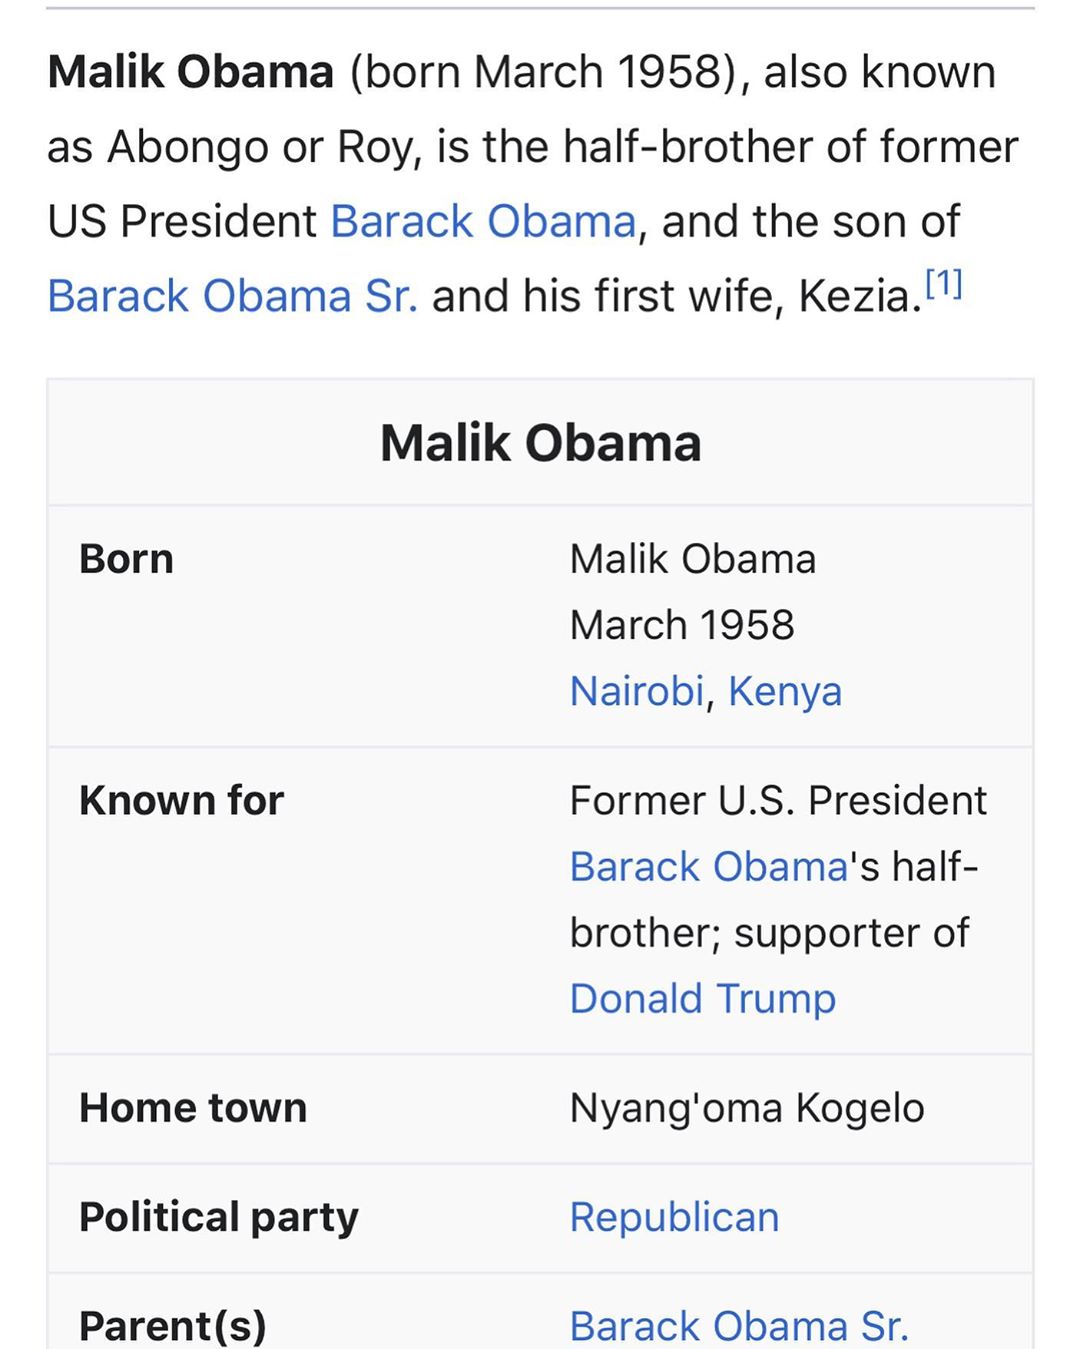 Malik Obama (born March 1958), also known
as Abongo or Roy, is the half-brother of former
US President Barack Obama, and the son of
Barack Obama Sr. and his first wife, Kezia.[1]
Malik Obama
Born
Malik Obama
March 1958
Nairobi, Kenya
Known for
Former U.S. President
Barack Obama's half-
brother; supporter of
Donald Trump
Home town
Nyang'oma Kogelo
Political party
Republican
Parent(s)
Barack Obama Sr.